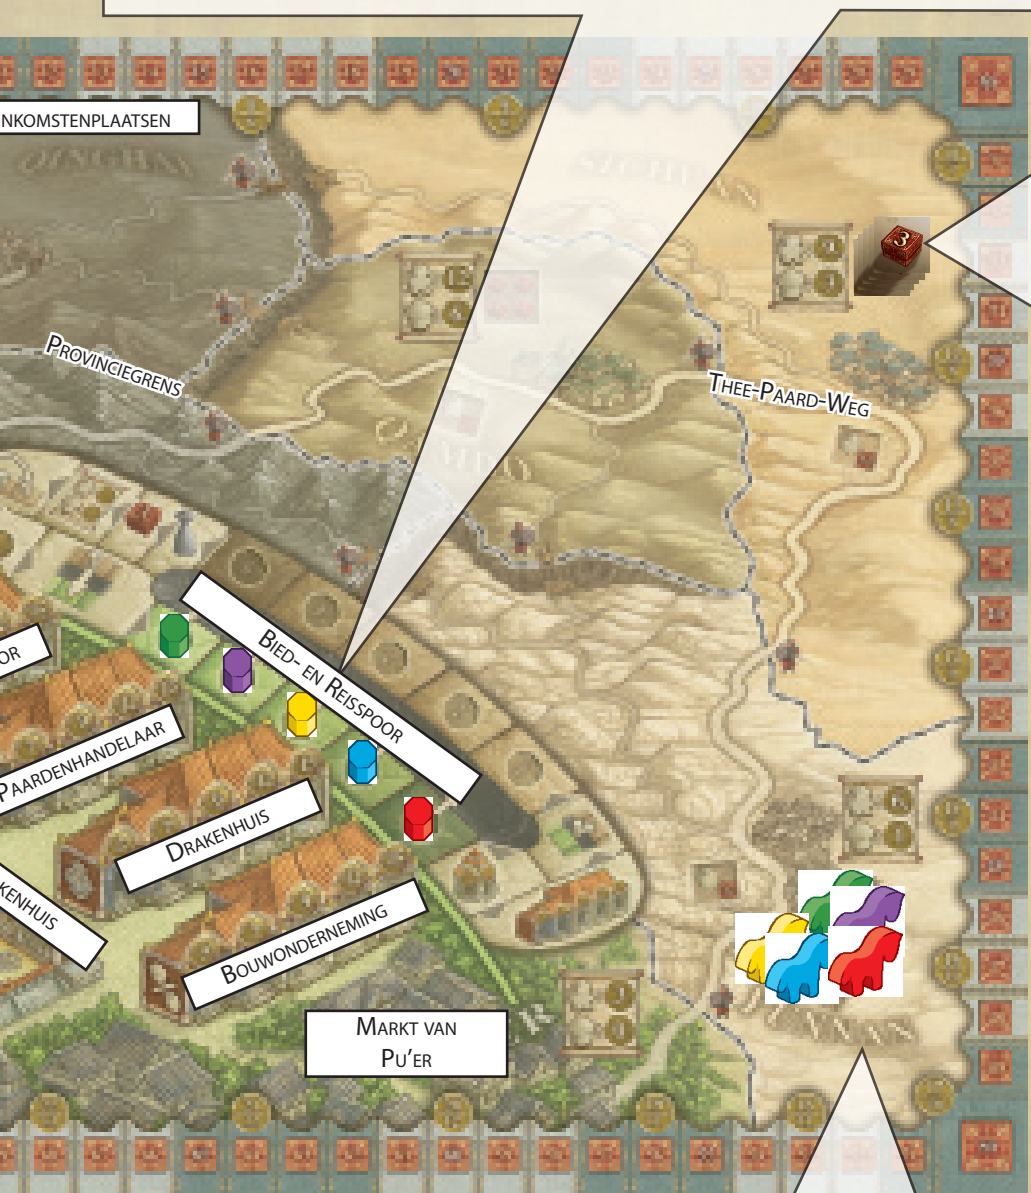 NKOMSTENPLAATSEN
3
PROVINCIEGRENS
THEE-PAARD-WEG
OR
BIED- EN REISSPOOR
PAARDENHANDELAAR
DRAKENHUIS
KENHUIS
BOUWONDERNEMING
MARKT VAN
PU'ER